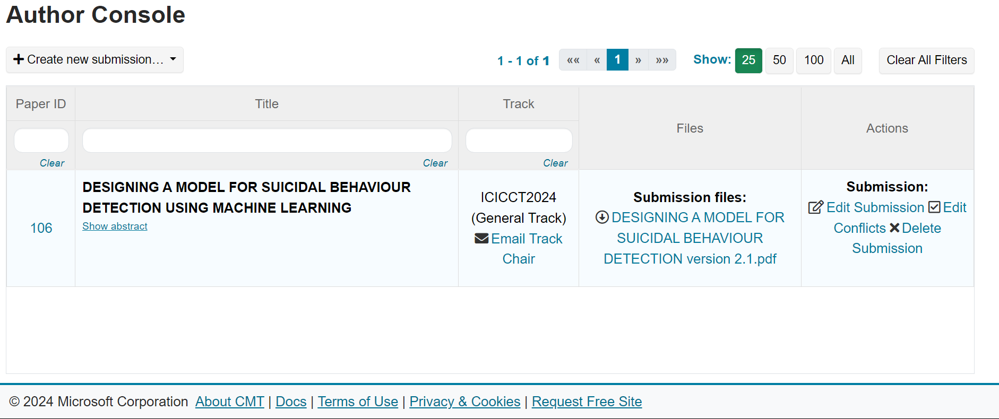 Author Console
Create new submission...
1 - 1 of 1 «« « 1 » »» Show: 25 50 100 All Clear All Filters
Paper ID Title Track Files Actions
Clear Clear Clear
106
DESIGNING A MODEL FOR SUICIDAL BEHAVIOUR
DETECTION USING MACHINE LEARNING
Show abstract
ICICCT2024
(General Track)
Email Track
Chair
Submission files:
DESIGNING A MODEL FOR
SUICIDAL BEHAVIOUR
DETECTION version 2.1.pdf
Submission:
Edit Submission Edit
Conflicts Delete
Submission
© 2024 Microsoft Corporation About CMT | Docs | Terms of Use | Privacy & Cookies | Request Free Site